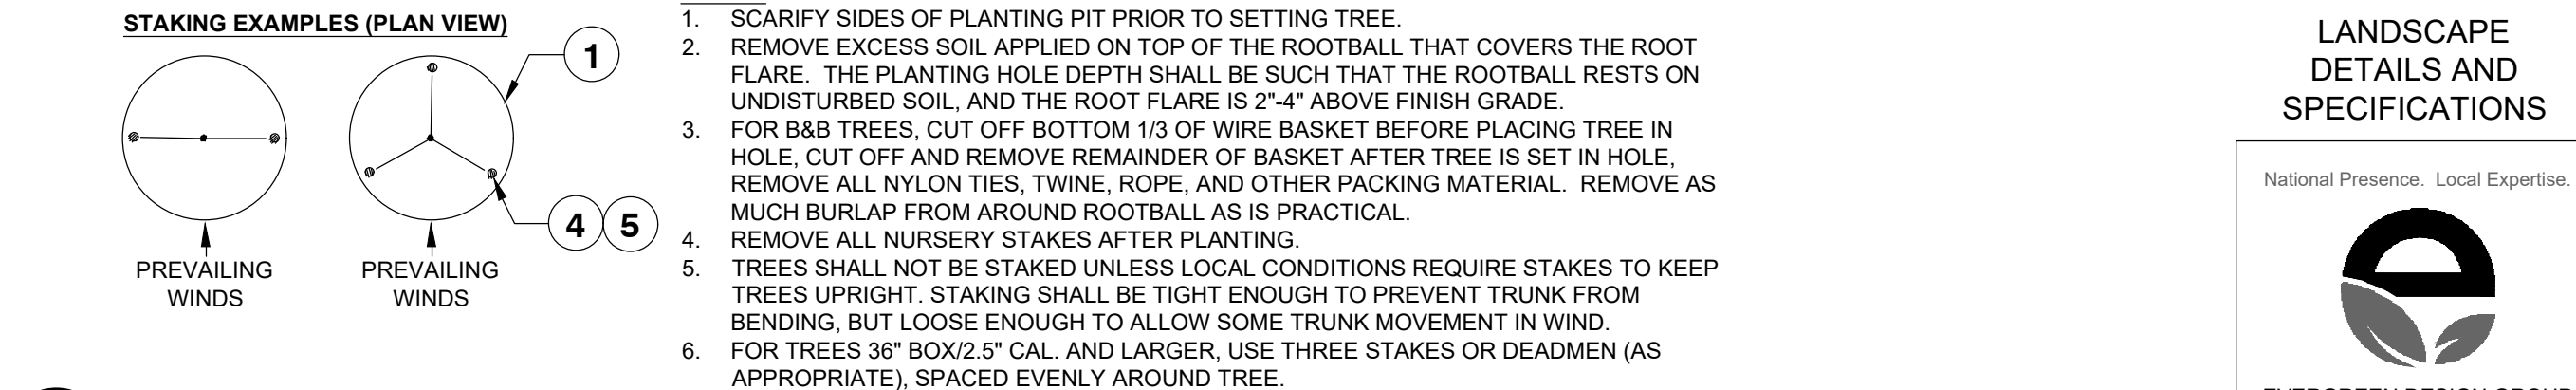 STAKING EXAMPLES (PLAN VIEW)
1
4 5
PREVAILING
WINDS
PREVAILING
WINDS
1. SCARIFY SIDES OF PLANTING PIT PRIOR TO SETTING TREE.
2. REMOVE EXCESS SOIL APPLIED ON TOP OF THE ROOTBALL THAT COVERS THE ROOT
FLARE. THE PLANTING HOLE DEPTH SHALL BE SUCH THAT THE ROOTBALL RESTS ON
UNDISTURBED SOIL, AND THE ROOT FLARE IS 2"-4" ABOVE FINISH GRADE.
3. FOR B&B TREES, CUT OFF BOTTOM 1/3 OF WIRE BASKET BEFORE PLACING TREE IN
HOLE, CUT OFF AND REMOVE REMAINDER OF BASKET AFTER TREE IS SET IN HOLE,
REMOVE ALL NYLON TIES, TWINE, ROPE, AND OTHER PACKING MATERIAL. REMOVE AS
MUCH BURLAP FROM AROUND ROOTBALL AS IS PRACTICAL.
4. REMOVE ALL NURSERY STAKES AFTER PLANTING.
5. TREES SHALL NOT BE STAKED UNLESS LOCAL CONDITIONS REQUIRE STAKES TO KEEP
TREES UPRIGHT. STAKING SHALL BE TIGHT ENOUGH TO PREVENT TRUNK FROM
BENDING, BUT LOOSE ENOUGH TO ALLOW SOME TRUNK MOVEMENT IN WIND.
6. FOR TREES 36" BOX/2.5" CAL. AND LARGER, USE THREE STAKES OR DEADMEN (AS
APPROPRIATE), SPACED EVENLY AROUND TREE.
LANDSCAPE
DETAILS AND
SPECIFICATIONS
National Presence. Local Expertise.
EVERGREEN DESIGN GROUP